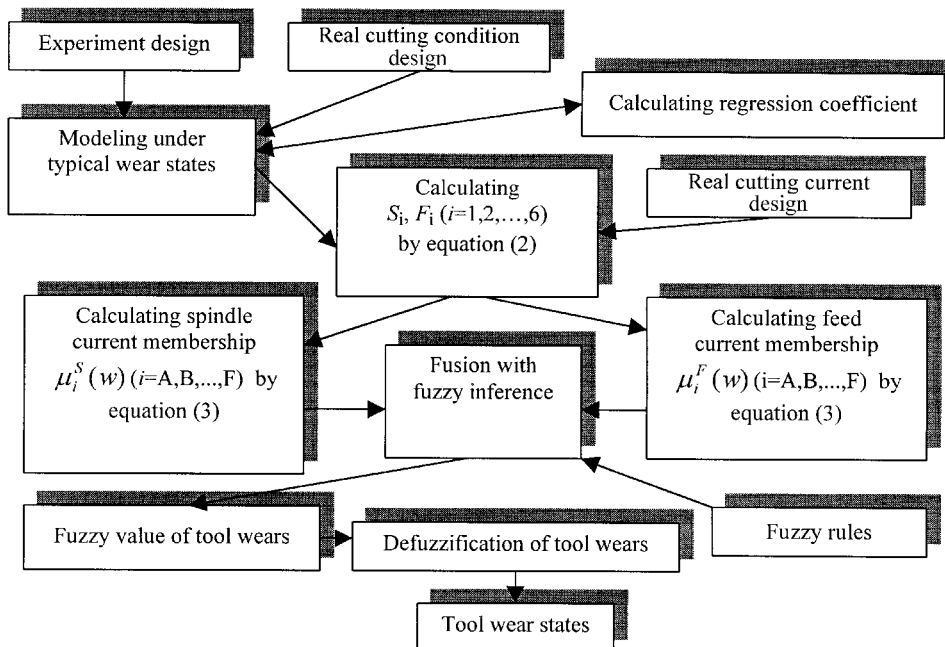 Experiment design
Real cutting condition
design
Calculating regression coefficient
Modeling under
typical wear states
Calculating
Sᵢ, Fᵢ (i=1,2,…,6)
by equation (2)
Real cutting current
design
Calculating spindle
current membership
μᵢˢ(w) (i=A,B,...,F) by
equation (3)
Fusion with
fuzzy inference
Calculating feed
current membership
μᵢᶠ(w) (i=A,B,...,F) by
equation (3)
Fuzzy value of tool wears
Defuzzification of tool wears
Fuzzy rules
Tool wear states